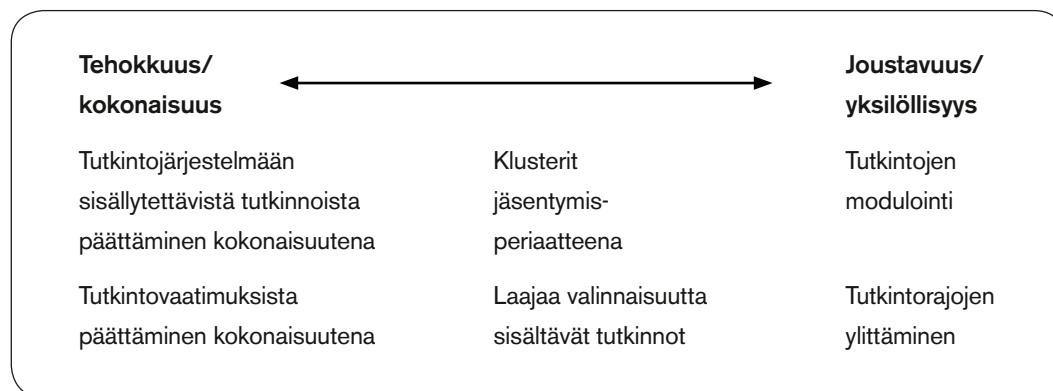 Tehokkuus/
kokonaisuus
Joustavuus/
yksilöllisyys
Tutkintojärjestelmään
sisällytettävistä tutkinnoista
päättäminen kokonaisuutena
Klusterit
jäsentymis-
periaatteena
Tutkintojen
modulointi
Tutkintovaatimuksista
päättäminen kokonaisuutena
Laajaa valinnaisuutta
sisältävät tutkinnot
Tutkintorajojen
ylittäminen